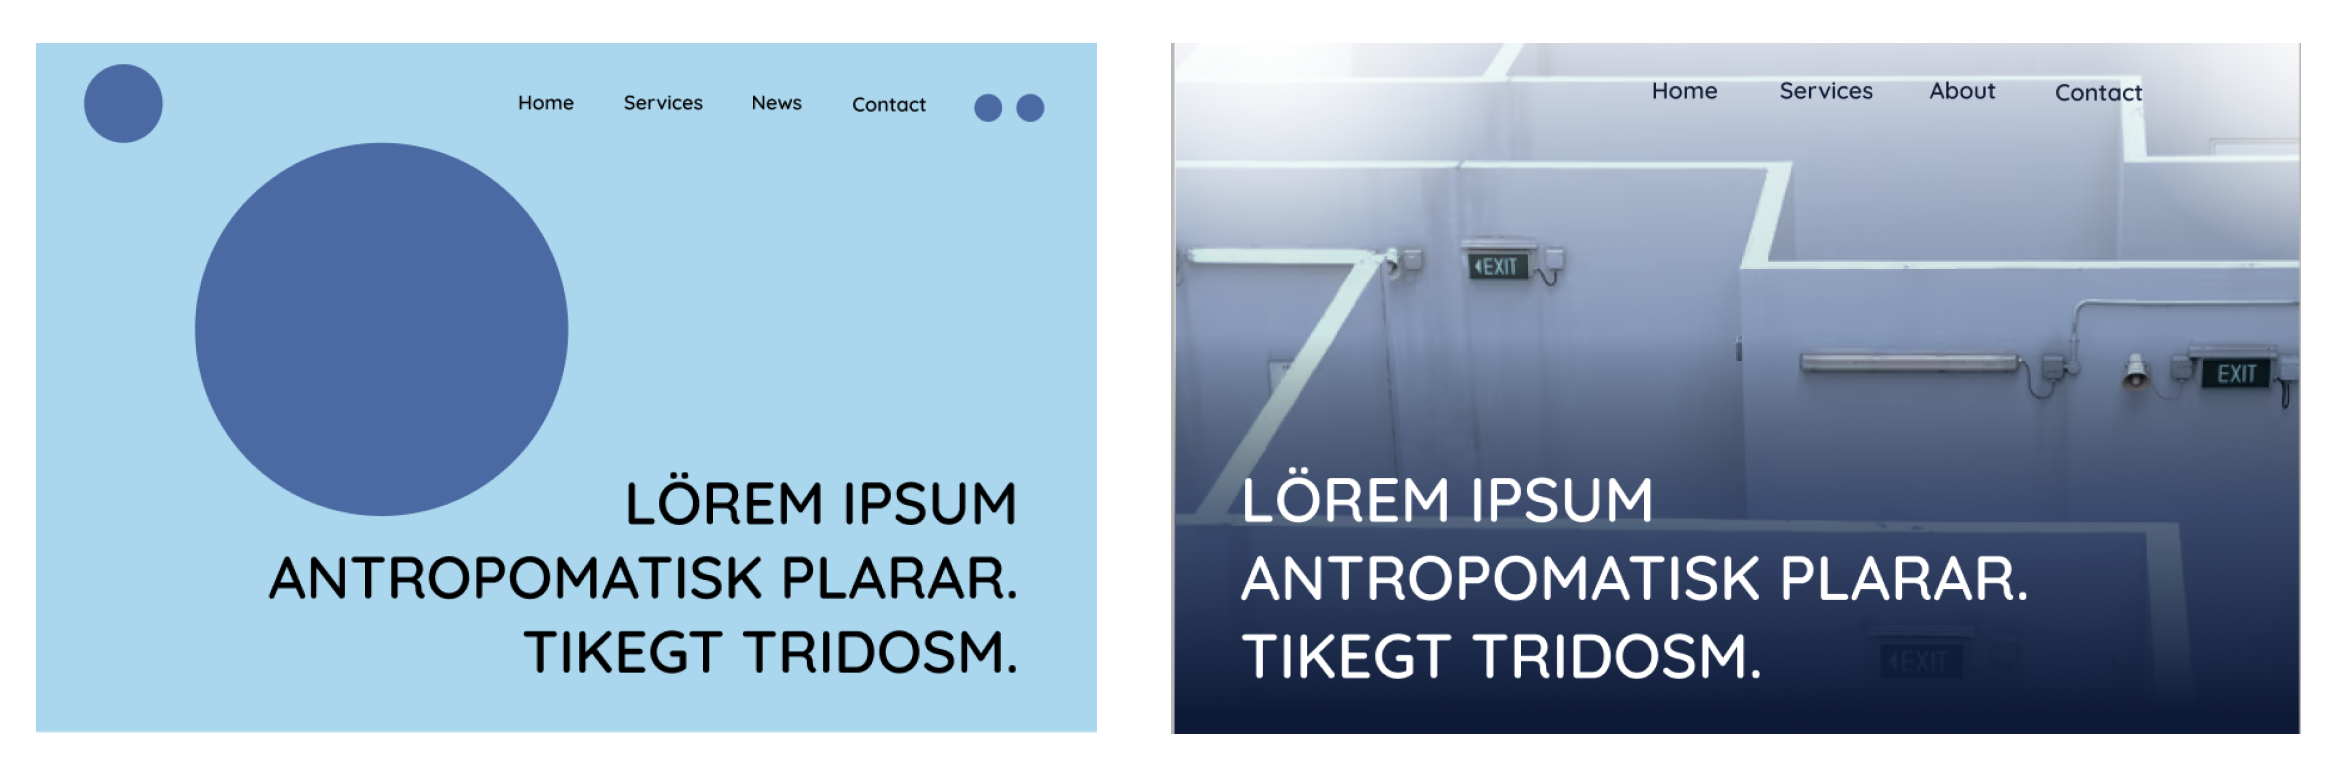 Home Services News Contact
LÖREM IPSUM
ANTROPOMATISK PLARAR.
TIKEGT TRIDOSM.
Home Services About Contact
EXIT
EXIT
LÖREM IPSUM
ANTROPOMATISK PLARAR.
TIKEGT TRIDOSM.
EXIT